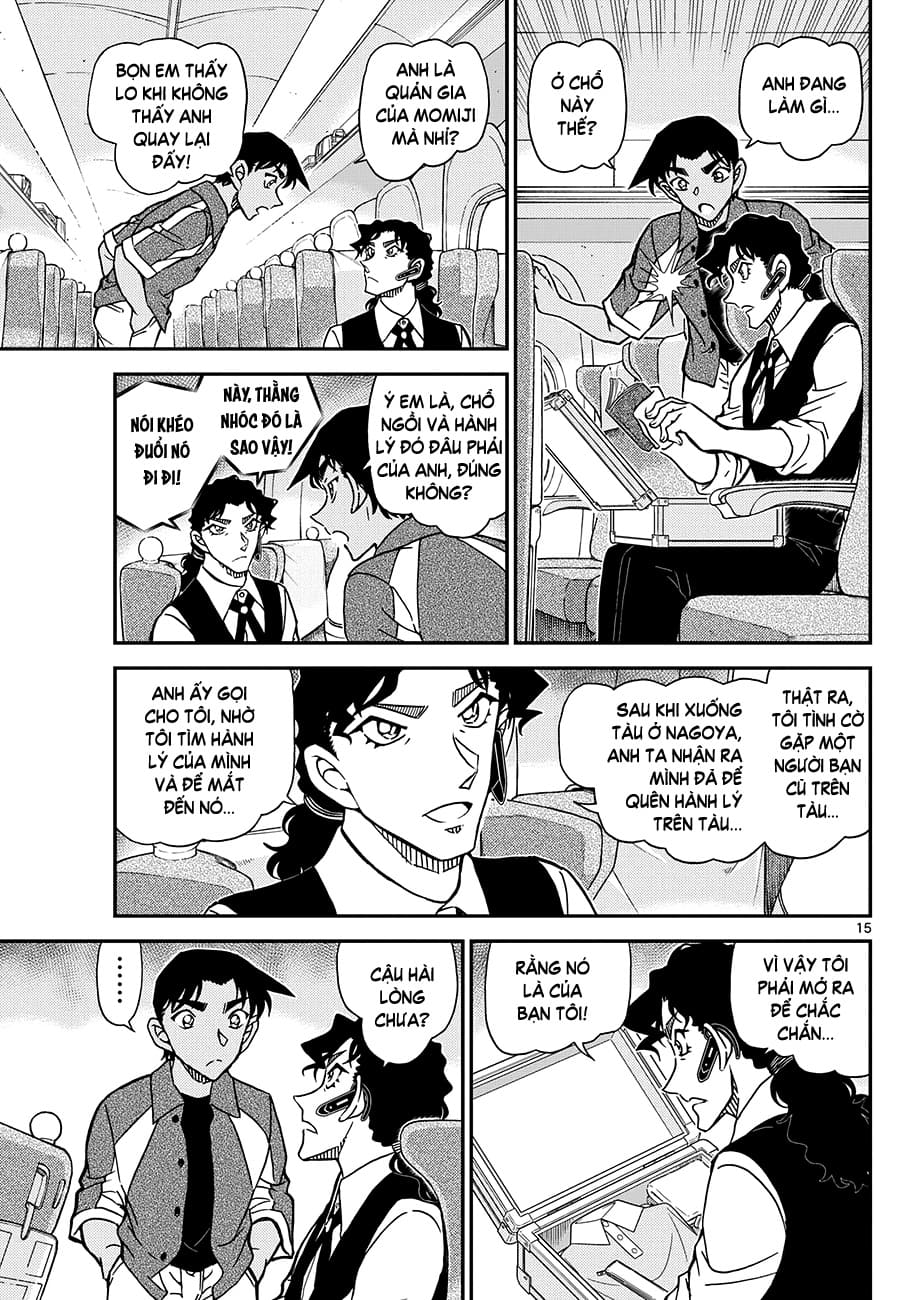 ANH ĐANG
LÀM GÌ...
Ở CHỔ
NÀY
THẾ?
ANH LÀ
QUẢN GIA
CỦA MOMIJI
MÀ NHỈ?
BỌN EM THẤY
LO KHI KHÔNG
THẤY ANH
QUAY LẠI
ĐẤY!
Ý EM LÀ, CHỔ
NGỒI VÀ HÀNH
LÝ ĐÓ ĐÂU PHẢI
CỦA ANH, ĐÚNG
KHÔNG?
NÀY, THẰNG
NHÓC ĐÓ LÀ
SAO VẬY!
NÓI KHÉO
ĐUỔI NÓ
ĐI ĐI!
THẬT RA,
TÔI TÌNH CỜ
GẶP MỘT
NGƯỜI BẠN
CŨ TRÊN
TÀU...
SAU KHI XUỐNG
TÀU Ở NAGOYA,
ANH TA NHẬN RA
MÌNH ĐÃ ĐỂ
QUÊN HÀNH LÝ
TRÊN TÀU...
ANH ẤY GỌI
CHO TÔI, NHỜ
TÔI TÌM HÀNH
LÝ CỦA MÌNH
VÀ ĐỂ MẮT
ĐẾN NÓ...
15
VÌ VẬY TÔI
PHẢI MỞ RA
ĐỂ CHẮC
CHẮN...
RẰNG NÓ
LÀ CỦA
BẠN TÔI!
CẬU HÀI
LÒNG
CHƯA?
......